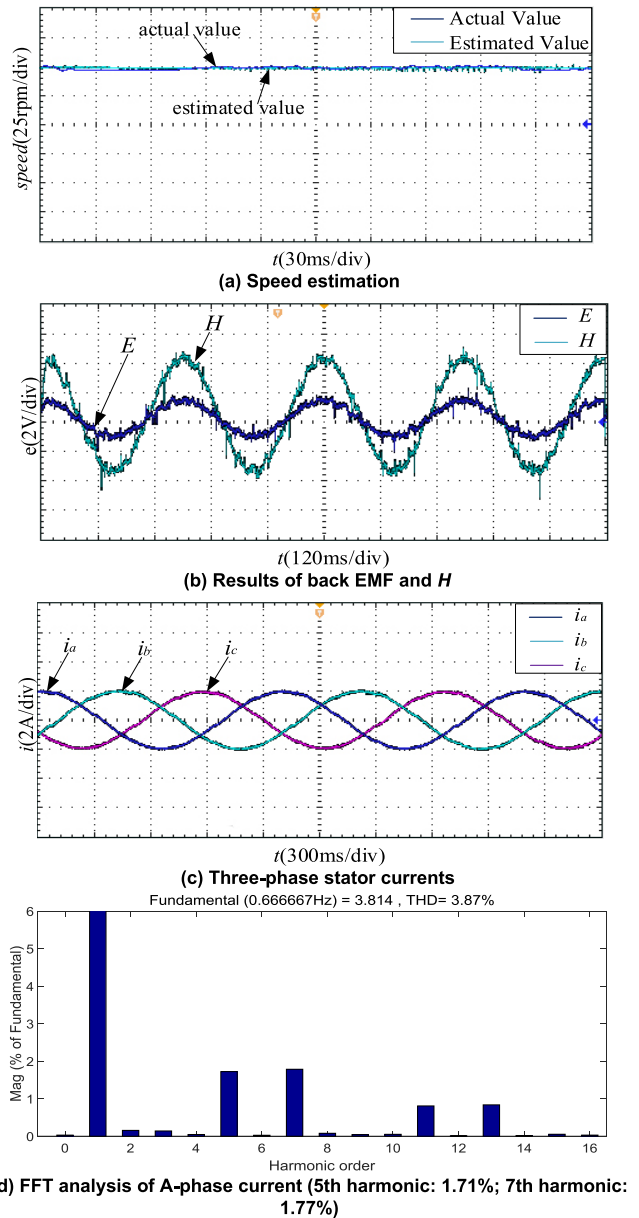 Actual Value
Estimated Value
actual value
estimated value
speed(25rpm/div)
t(30ms/div)
(a) Speed estimation
E
H
E
H
e(2V/div)
t(120ms/div)
(b) Results of back EMF and H
ia
ib
ic
ia
ib
ic
i(2A/div)
t(300ms/div)
(c) Three-phase stator currents
Fundamental (0.666667Hz) = 3.814 , THD= 3.87%
6
5
4
3
2
1
0
Mag (% of Fundamental)
0 2 4 6 8 10 12 14 16
Harmonic order
d) FFT analysis of A-phase current (5th harmonic: 1.71%; 7th harmonic:
1.77%)